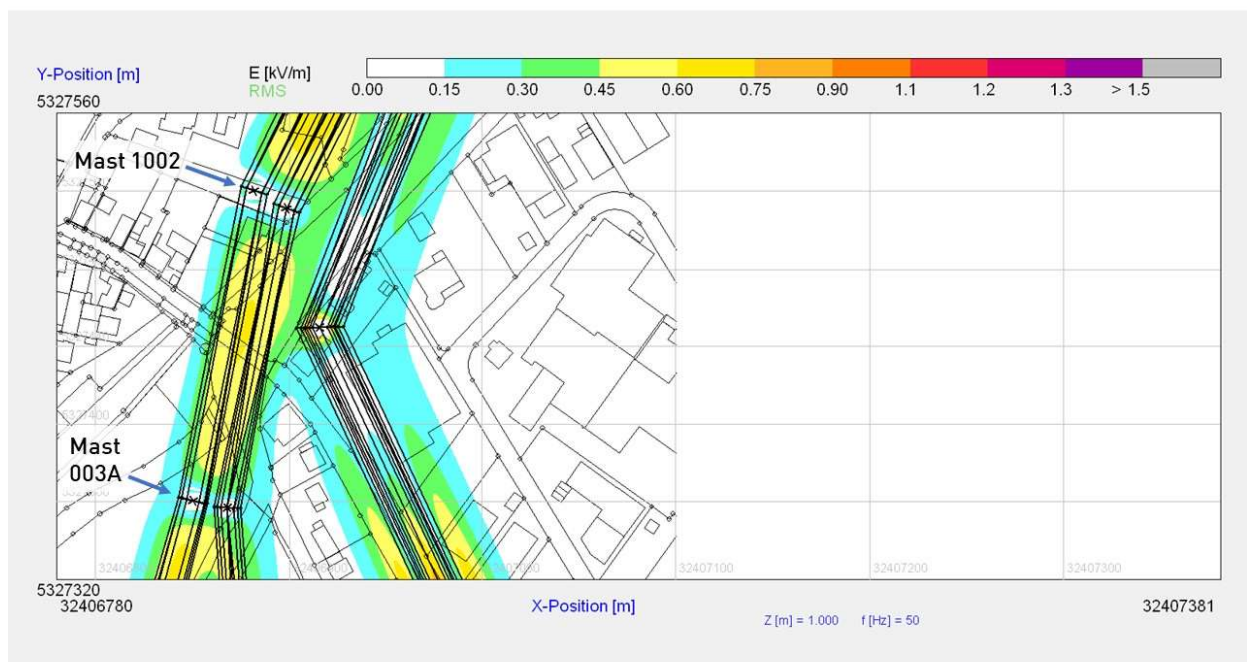 Y-Position [m]
E [kV/m]
RMS
0.00 0.15 0.30 0.45 0.60 0.75 0.90 1.1 1.2 1.3 > 1.5
5327560
Mast 1002
5327400
Mast
003A
32407100 32407200 32407300
5327320
32406780
X-Position [m]
32407381
Z [m] = 1.000 f [Hz] = 50